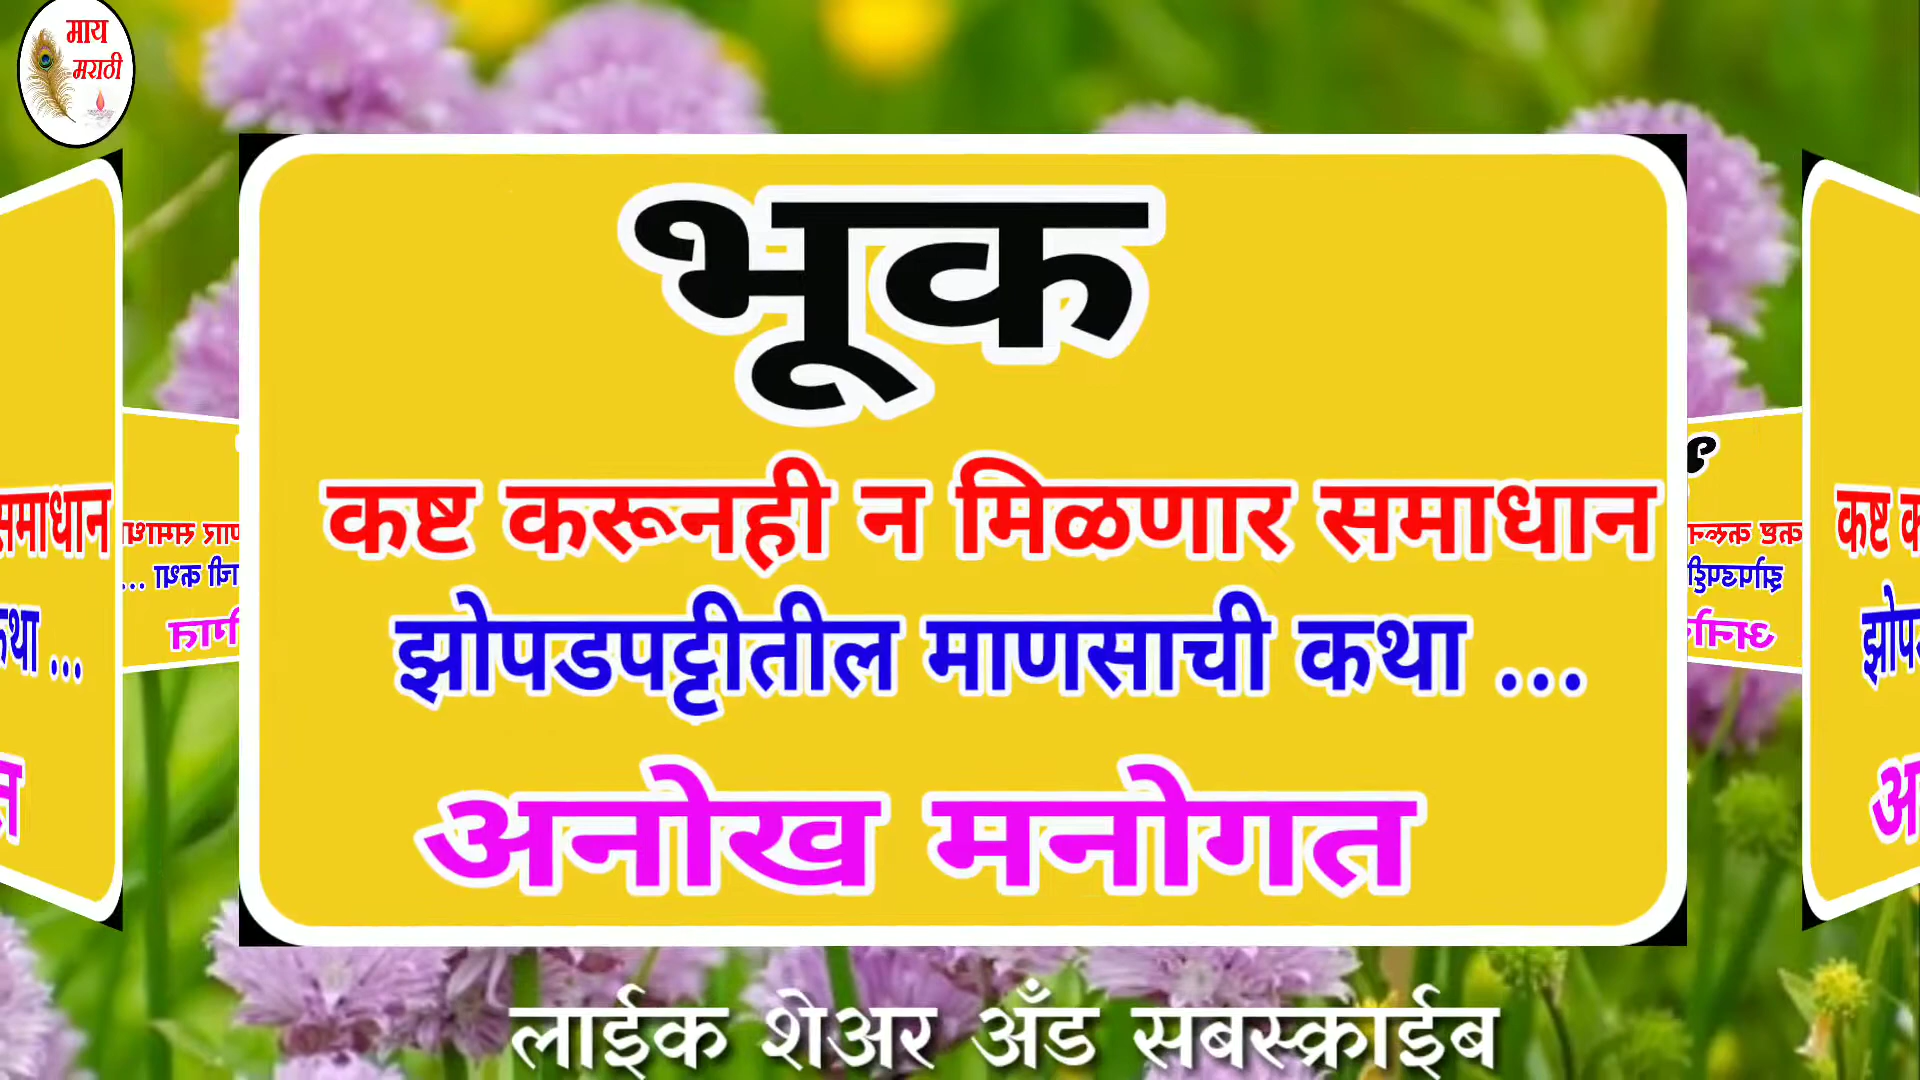 माय
मराठी
भूक
कष्ट करूनही न मिळणार समाधान
झोपडपट्टीतील माणसाची कथा ...
अनोख मनोगत
लाईक शेअर अँड सबस्क्राईब